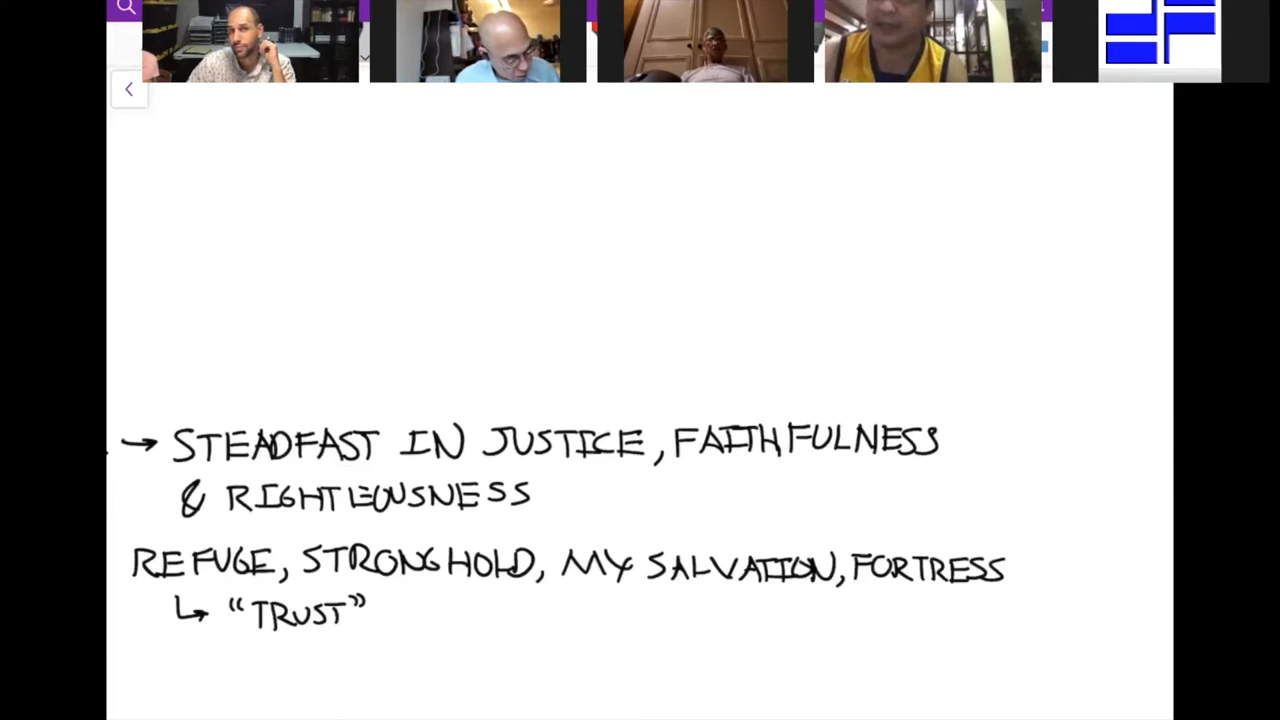 → STEADFAST IN JUSTICE, FAITHFULNESS
& RIGHTEOUSNESS
REFUGE, STRONGHOLD, MY SALVATION, FORTRESS
↳ "TRUST"